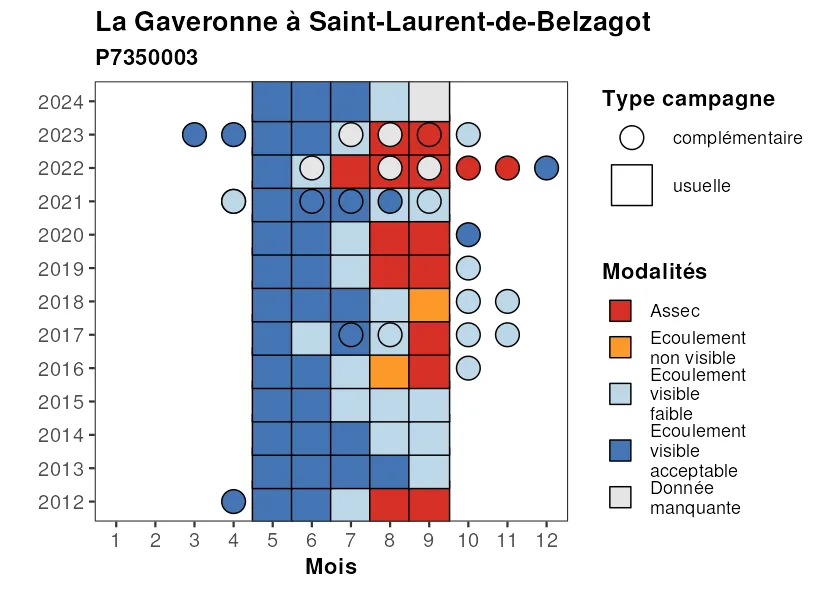 La Gaveronne à Saint-Laurent-de-Belzagot
P7350003
2024
2023
2022
2021
2020
2019
2018
2017
2016
2015
2014
2013
2012
1 2 3 4 5 6 7 8 9 10 11 12
Mois
Type campagne
complémentaire
usuelle
Modalités
Assec
Ecoulement
non visible
Ecoulement
visible
faible
Ecoulement
visible
acceptable
Donnée
manquante